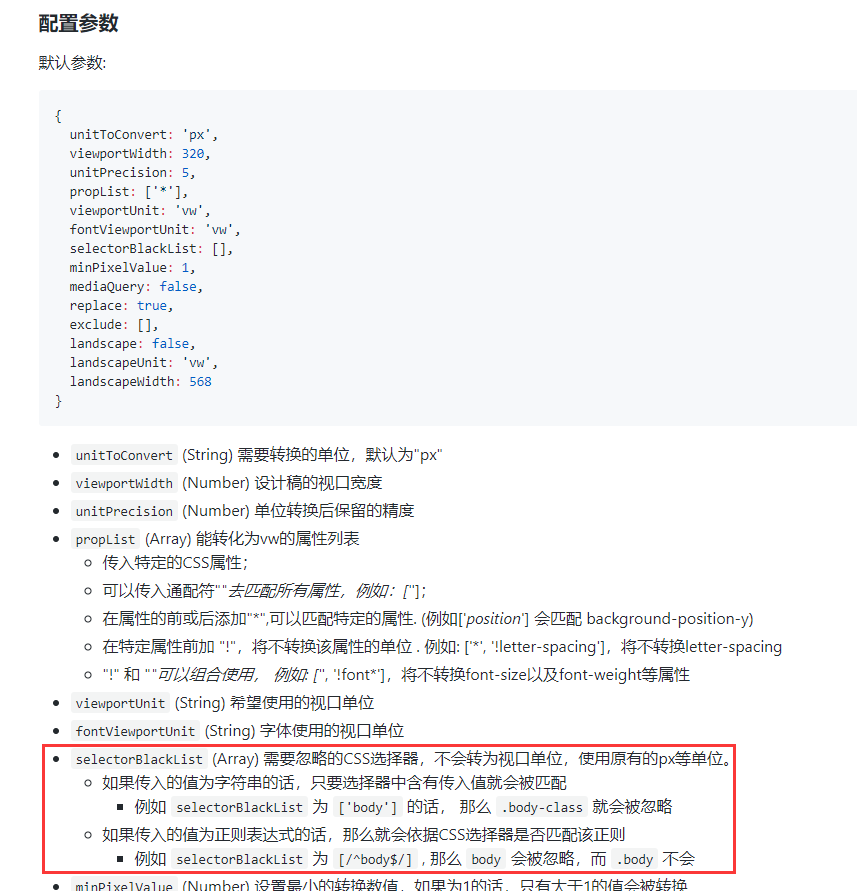 配置参数
默认参数:
{
unitToConvert: 'px',
viewportWidth: 320,
unitPrecision: 5,
propList: ['*'],
viewportUnit: 'vw',
fontViewportUnit: 'vw',
selectorBlackList: [],
minPixelValue: 1,
mediaQuery: false,
replace: true,
exclude: [],
landscape: false,
landscapeUnit: 'vw',
landscapeWidth: 568
}
unitToConvert (String) 需要转换的单位，默认为"px"
viewportWidth (Number) 设计稿的视口宽度
unitPrecision (Number) 单位转换后保留的精度
propList (Array) 能转化为vw的属性列表
传入特定的CSS属性；
可以传入通配符""去匹配所有属性，例如：['']；
在属性的前或后添加"*",可以匹配特定的属性. (例如['position'] 会匹配 background-position-y)
在特定属性前加 "!"，将不转换该属性的单位 . 例如: ['*', '!letter-spacing']，将不转换letter-spacing
"!" 和 ""可以组合使用， 例如: ['', '!font*']，将不转换font-size以及font-weight等属性
viewportUnit (String) 希望使用的视口单位
fontViewportUnit (String) 字体使用的视口单位
selectorBlackList (Array) 需要忽略的CSS选择器，不会转为视口单位，使用原有的px等单位。
如果传入的值为字符串的话，只要选择器中含有传入值就会被匹配
例如 selectorBlackList 为 ['body'] 的话， 那么 .body-class 就会被忽略
如果传入的值为正则表达式的话，那么就会依据CSS选择器是否匹配该正则
例如 selectorBlackList 为 [/^body$/] , 那么 body 会被忽略，而 .body 不会
minPixelValue (Number) 设置最小的转换数值，如果为1的话，只有大于1的值会被转换